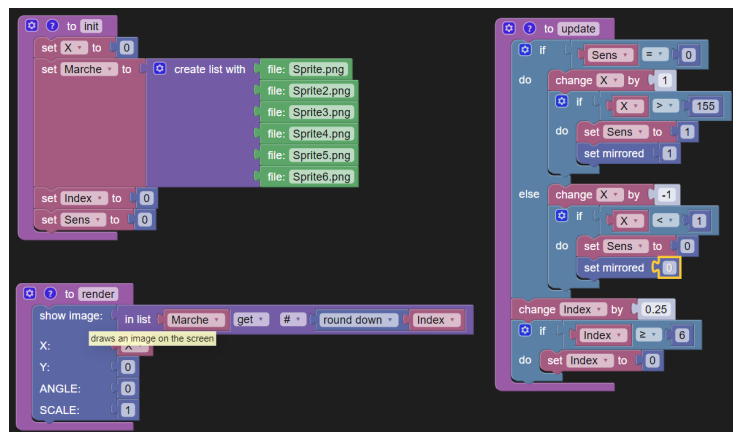 to init
set X to 0
set Marche to create list with file: Sprite.png
file: Sprite2.png
file: Sprite3.png
file: Sprite4.png
file: Sprite5.png
file: Sprite6.png
set Index to 0
set Sens to 0
to render
show image: in list Marche get # round down Index
draws an image on the screen
X: X
Y: 0
ANGLE: 0
SCALE: 1
to update
if Sens = 0
do change X by 1
if X > 155
do set Sens to 1
set mirrored 1
else change X by -1
if X < 1
do set Sens to 0
set mirrored 0
change Index by 0.25
if Index ≥ 6
do set Index to 0